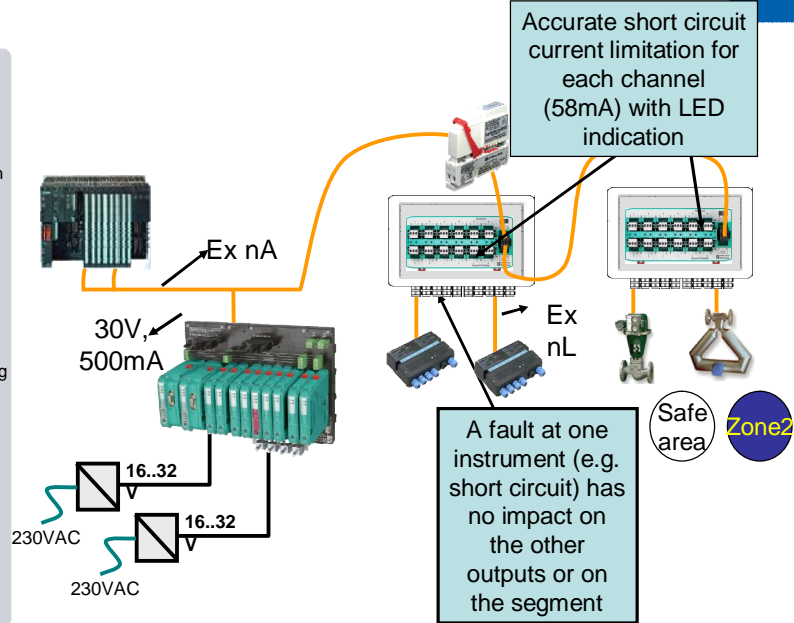 Accurate short circuit
current limitation for
each channel
(58mA) with LED
indication
n
g
Ex nA
30V,
500mA
Ex
nL
Safe
area
Zone2
A fault at one
instrument (e.g.
short circuit) has
no impact on
the other
outputs or on
the segment
16..32
V
230VAC
16..32
V
230VAC